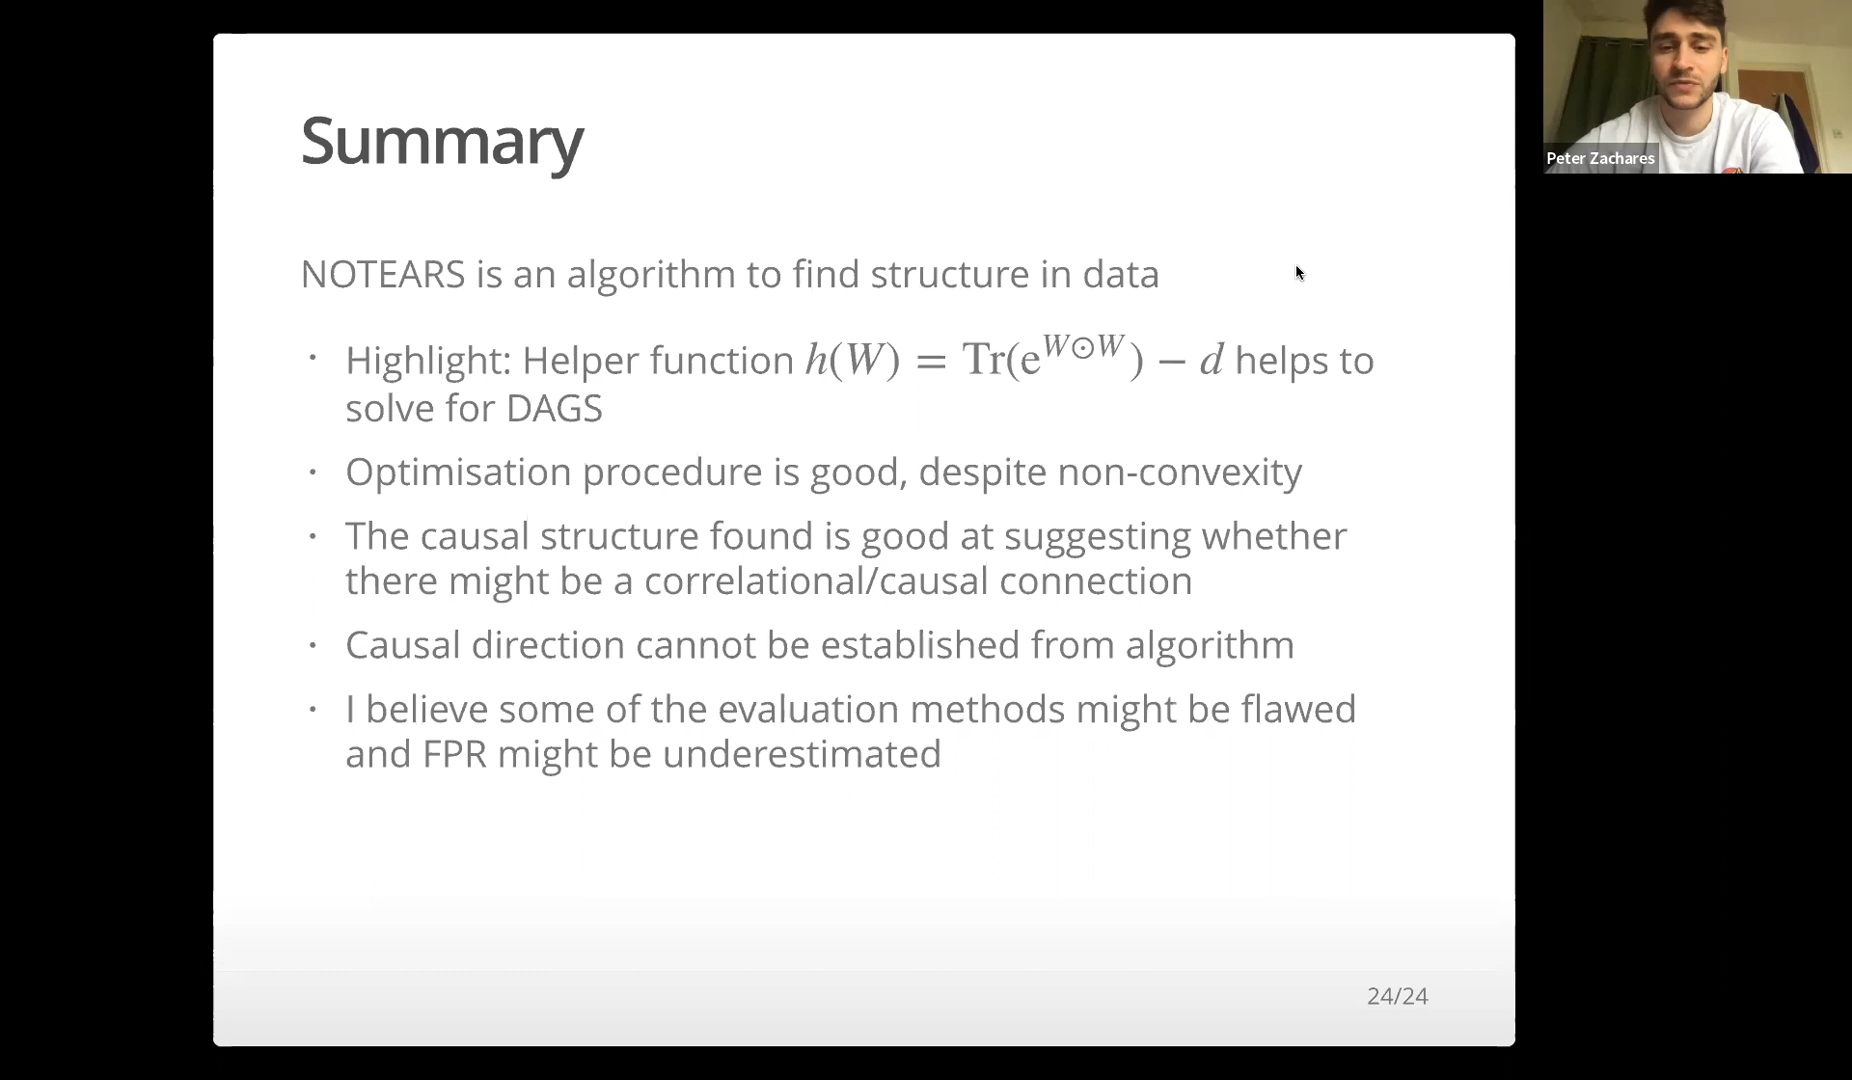 Summary
Peter Zachares
NOTEARS is an algorithm to find structure in data
· Highlight: Helper function h(W) = Tr(e^{W⊙W}) − d helps to
solve for DAGS
· Optimisation procedure is good, despite non-convexity
· The causal structure found is good at suggesting whether
there might be a correlational/causal connection
· Causal direction cannot be established from algorithm
· I believe some of the evaluation methods might be flawed
and FPR might be underestimated
24/24